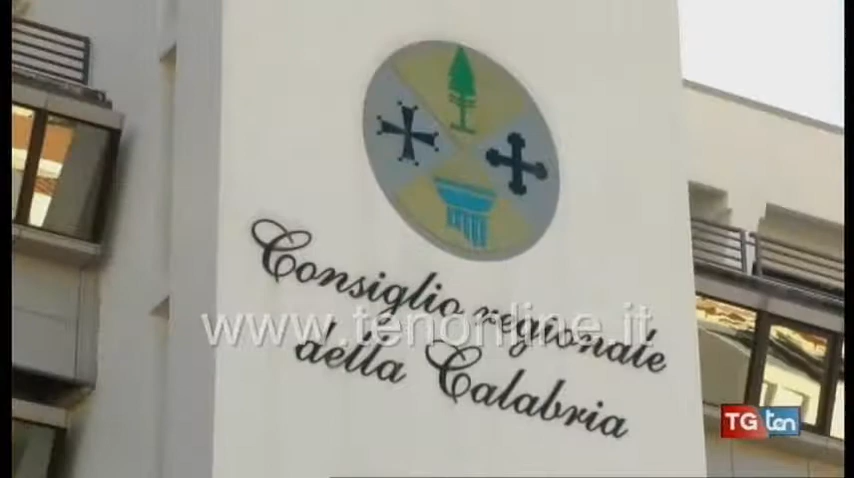 Consiglio regionale
www.tenonline.it
della Calabria
TG ten